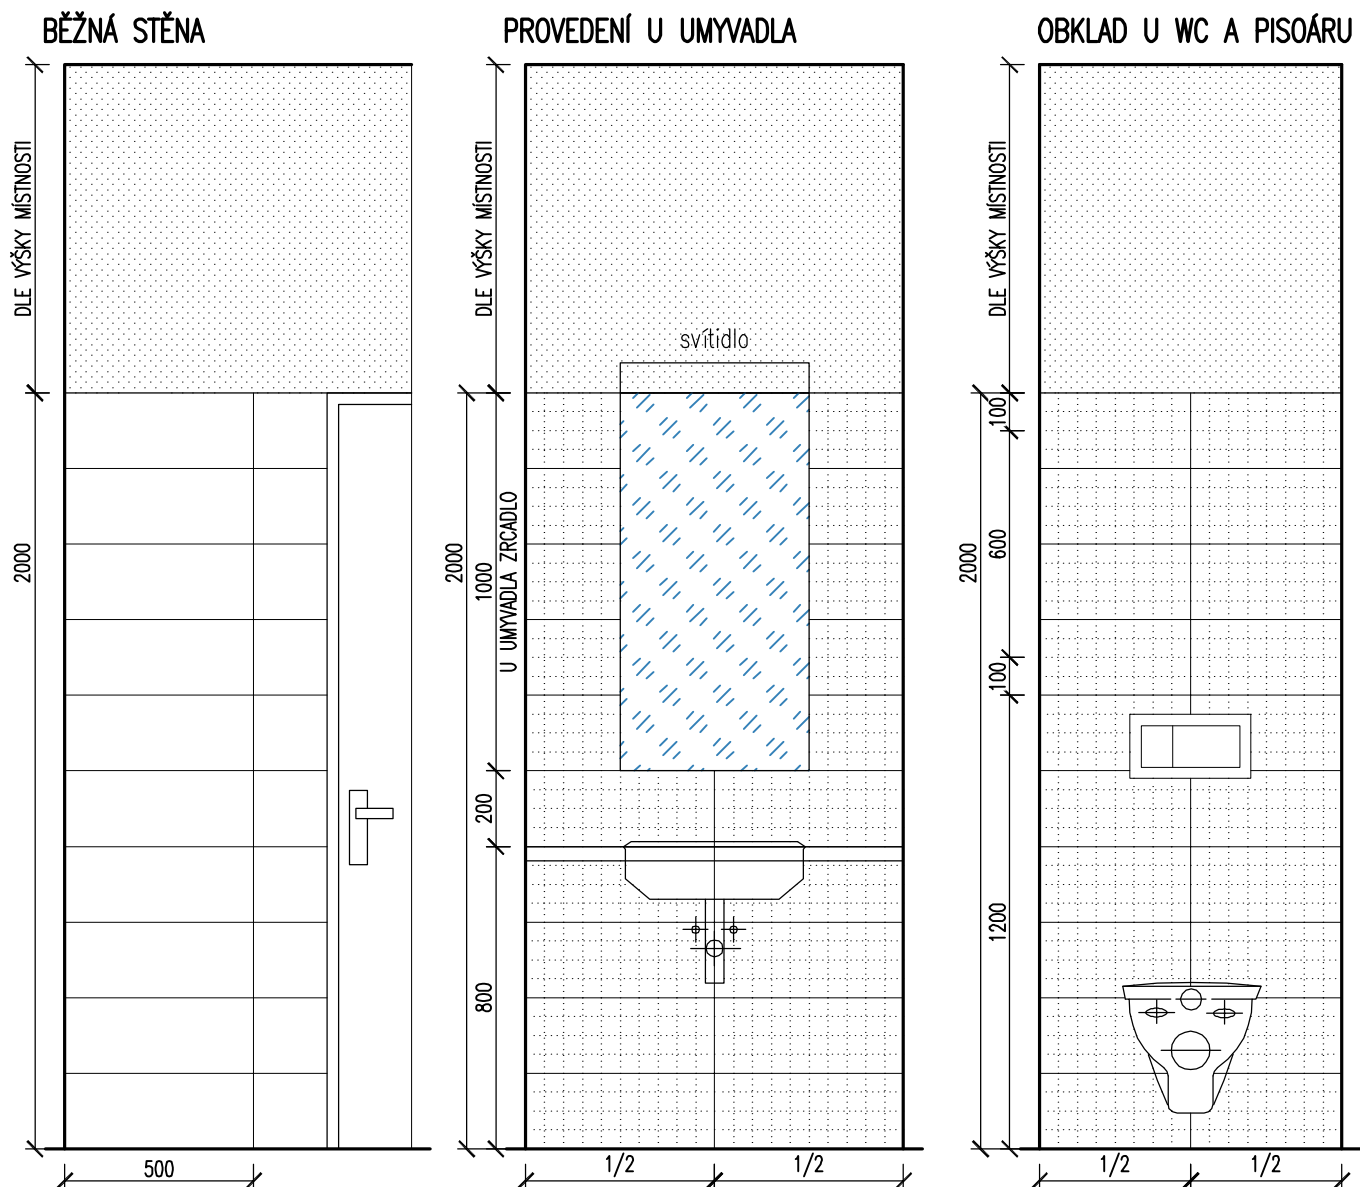 BĚŽNÁ STĚNA
DLE VÝŠKY MÍSTNOSTI
2000
500
PROVEDENÍ U UMYVADLA
DLE VÝŠKY MÍSTNOSTI
svítidlo
2000
1000
U UMYVADLA ZRCADLO
200
800
1/2
1/2
OBKLAD U WC A PISOÁRU
DLE VÝŠKY MÍSTNOSTI
2000
100
600
100
1200
1/2
1/2